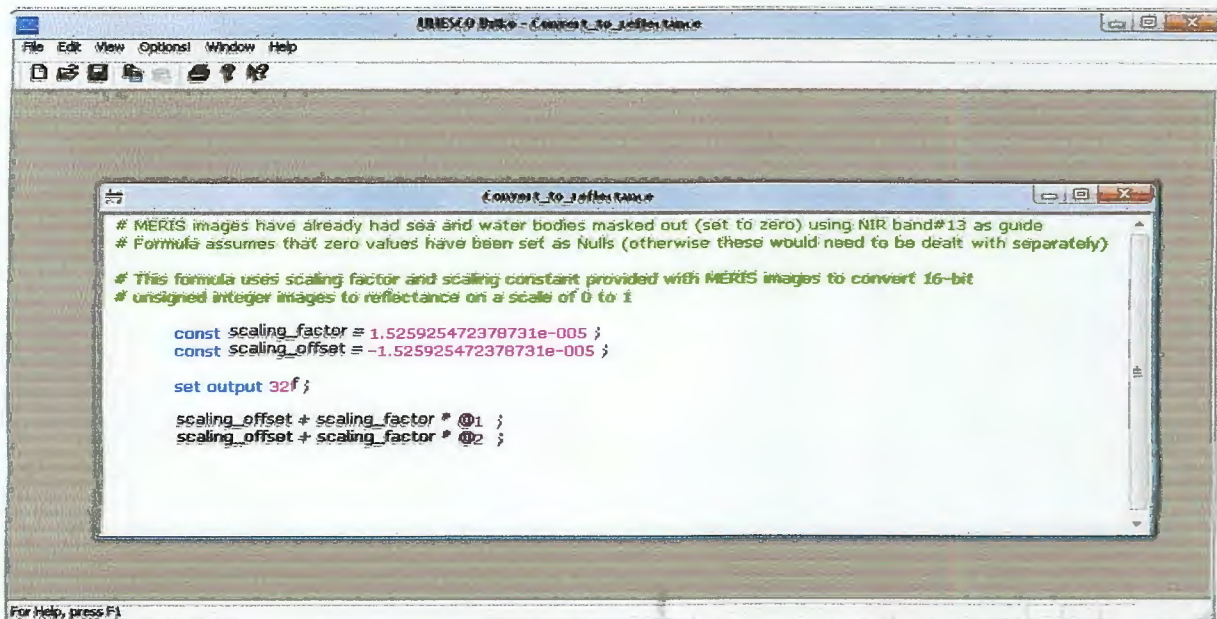 UNESCO Bilko - Convert_to_reflectance
File Edit View Options! Window Help
Convert_to_reflectance
# MERIS images have already had sea and water bodies masked out (set to zero) using NIR band#13 as guide
# Formula assumes that zero values have been set as Nulls (otherwise these would need to be dealt with separately)
# This formula uses scaling factor and scaling constant provided with MERIS images to convert 16-bit
# unsigned integer images to reflectance on a scale of 0 to 1
const scaling_factor = 1.525925472378731e-005 ;
const scaling_offset = -1.525925472378731e-005 ;
set output 32f ;
scaling_offset + scaling_factor * @1 ;
scaling_offset + scaling_factor * @2 ;
For Help, press F1